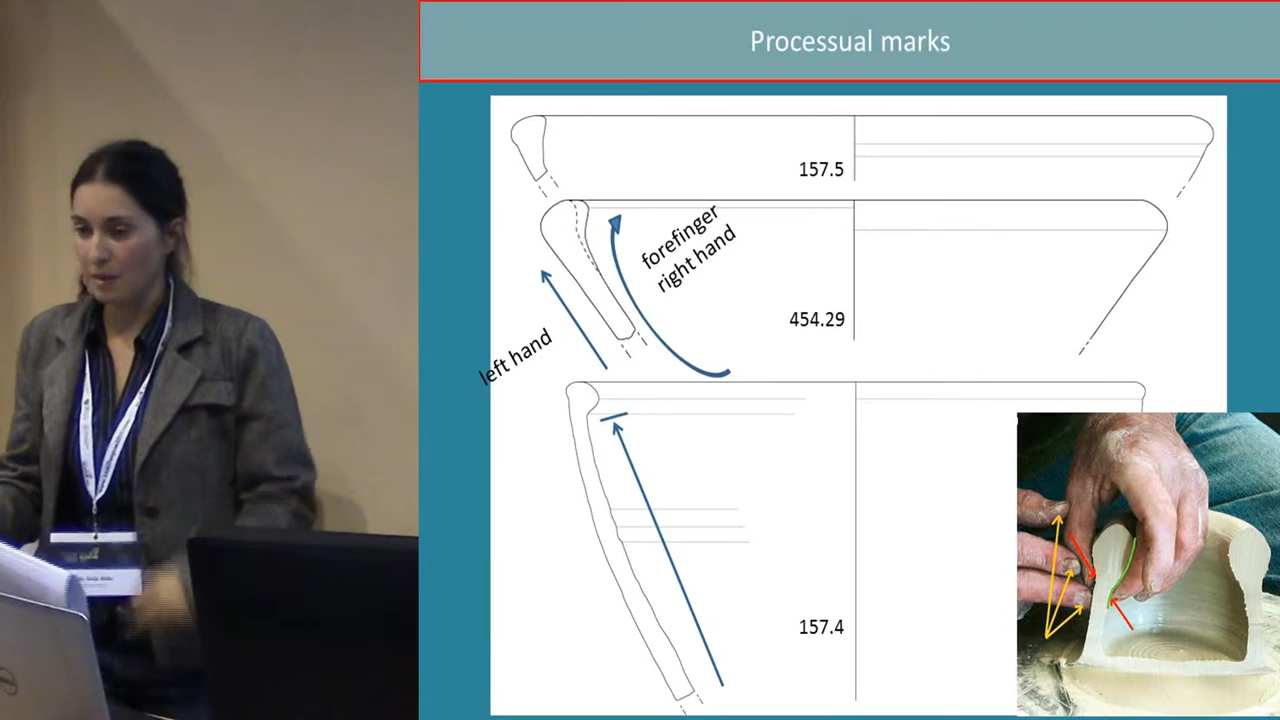 Processual marks
157.5
forefinger
right hand
454.29
left hand
157.4